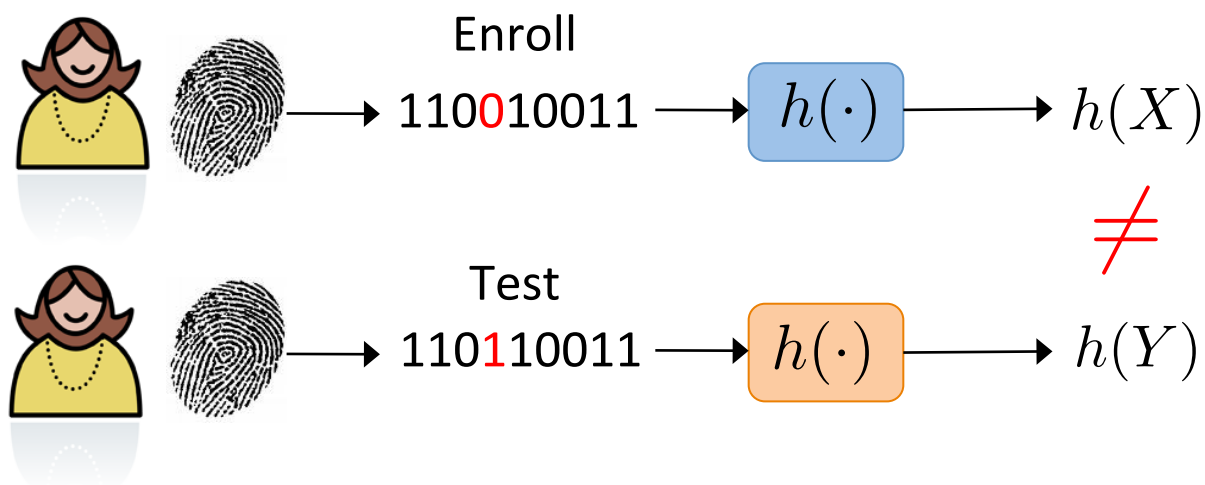 Enroll
110010011
h(·)
h(X)
≠
Test
110110011
h(·)
h(Y)